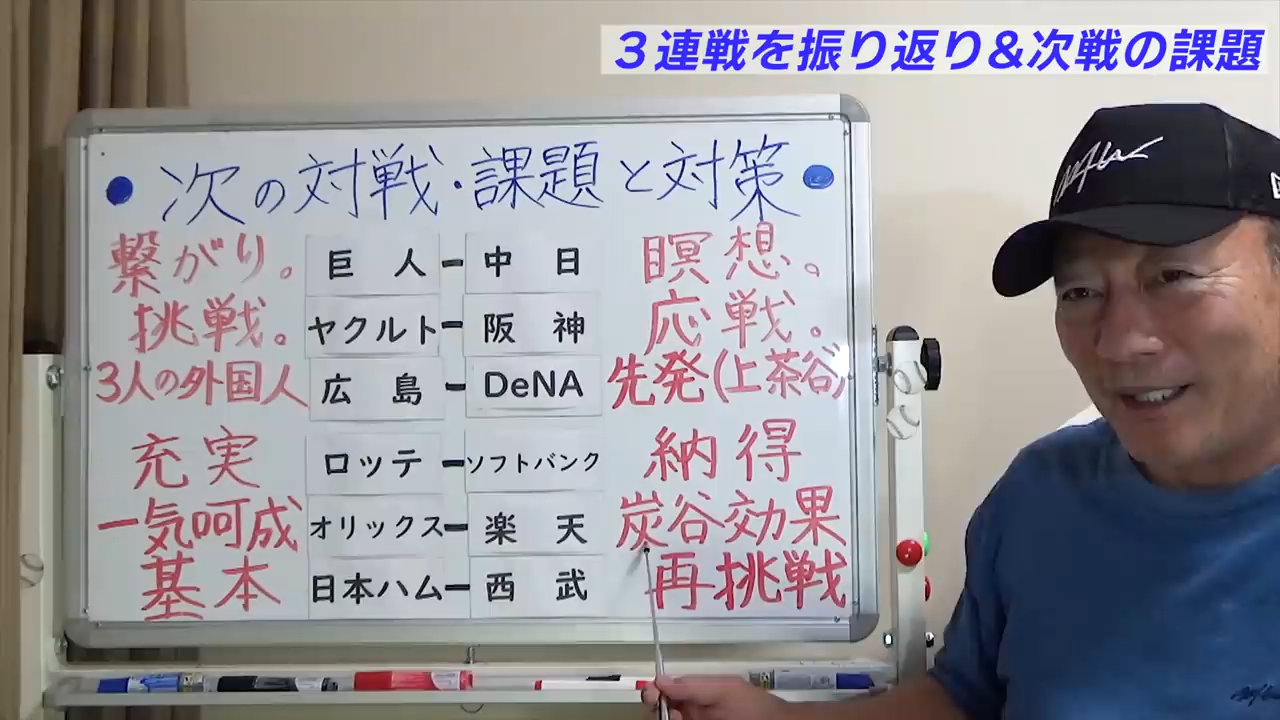 ３連戦を振り返り&次戦の課題
• 次の対戦・課題と対策 •
繋がり。 巨人 - 中日 瞑想。
挑戦。 ヤクルト - 阪神 応戦。
3人の外国人 広島 - DeNA 先発(上茶谷)
充実 ロッテ - ソフトバンク 納得
一気呵成 オリックス - 楽天 炭谷効果
基本 日本ハム - 西武 再挑戦